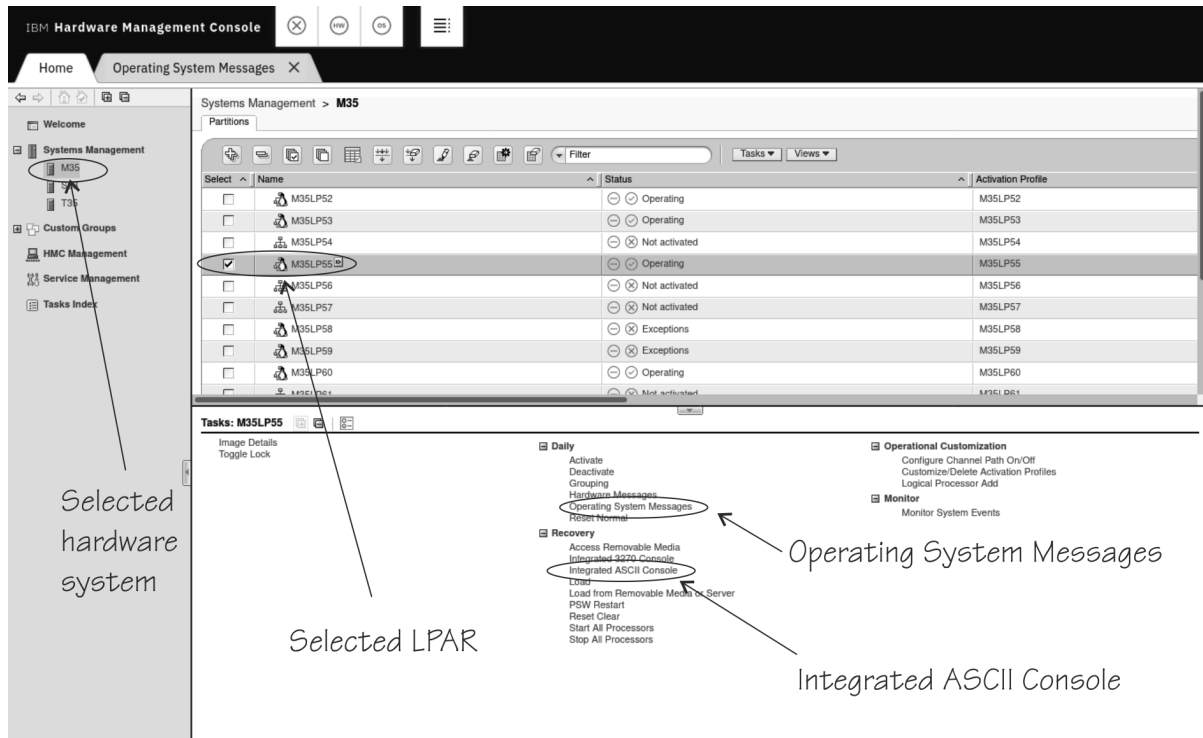 IBM Hardware Management Console
HW
OS
Home
Operating System Messages
Systems Management > M35
Partitions
Welcome
Systems Management
M35
T35
Custom Groups
HMC Management
Service Management
Tasks Index
Filter
Tasks
Views
Select
Name
Status
Activation Profile
M35LP52
Operating
M35LP52
M35LP53
Operating
M35LP53
M35LP54
Not activated
M35LP54
M35LP55
Operating
M35LP55
M35LP56
Not activated
M35LP56
M35LP57
Not activated
M35LP57
M35LP58
Exceptions
M35LP58
M35LP59
Exceptions
M35LP59
M35LP60
Operating
M35LP60
M35LP61
Not activated
M35LP61
Tasks: M35LP55
Image Details
Toggle Lock
Daily
Activate
Deactivate
Grouping
Hardware Messages
Operating System Messages
Reset Normal
Recovery
Access Removable Media
Integrated 3270 Console
Integrated ASCII Console
Load
Load from Removable Media or Server
PSW Restart
Reset Clear
Start All Processors
Stop All Processors
Operational Customization
Configure Channel Path On/Off
Customize/Delete Activation Profiles
Logical Processor Add
Monitor
Monitor System Events
Selected
hardware
system
Selected LPAR
Operating System Messages
Integrated ASCII Console